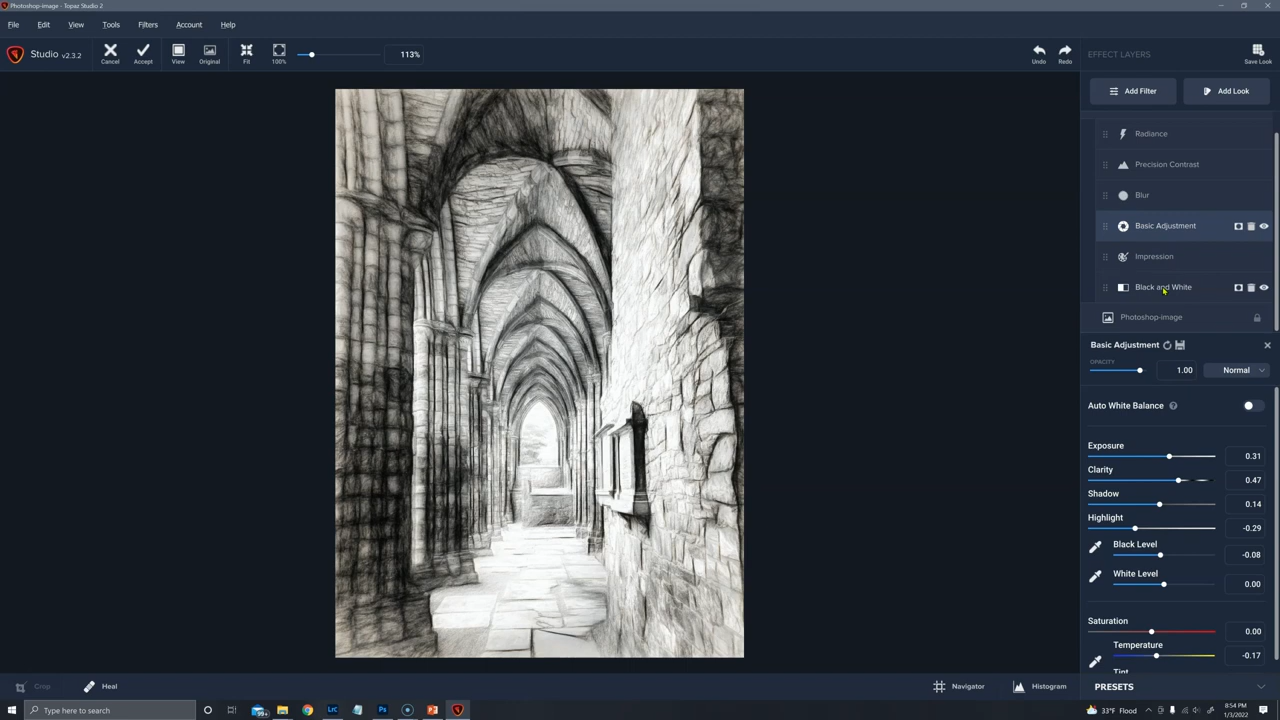 Photoshop-image - Topaz Studio 2
File Edit View Tools Filters Account Help
Studio v2.3.2 Cancel Accept View Original Fit 100% 113% Undo Redo EFFECT LAYERS Save Look
Add Filter Add Look
Radiance
Precision Contrast
Blur
Basic Adjustment
Impression
Black and White
Photoshop-image
Basic Adjustment
OPACITY 1.00 Normal
Auto White Balance ?
Exposure 0.31
Clarity 0.47
Shadow 0.14
Highlight -0.29
Black Level -0.08
White Level 0.00
Saturation 0.00
Temperature -0.17
Tint
Crop Heal Navigator Histogram PRESETS
Type here to search 99+ LrC Ps 33°F Flood 8:54 PM
1/3/2022